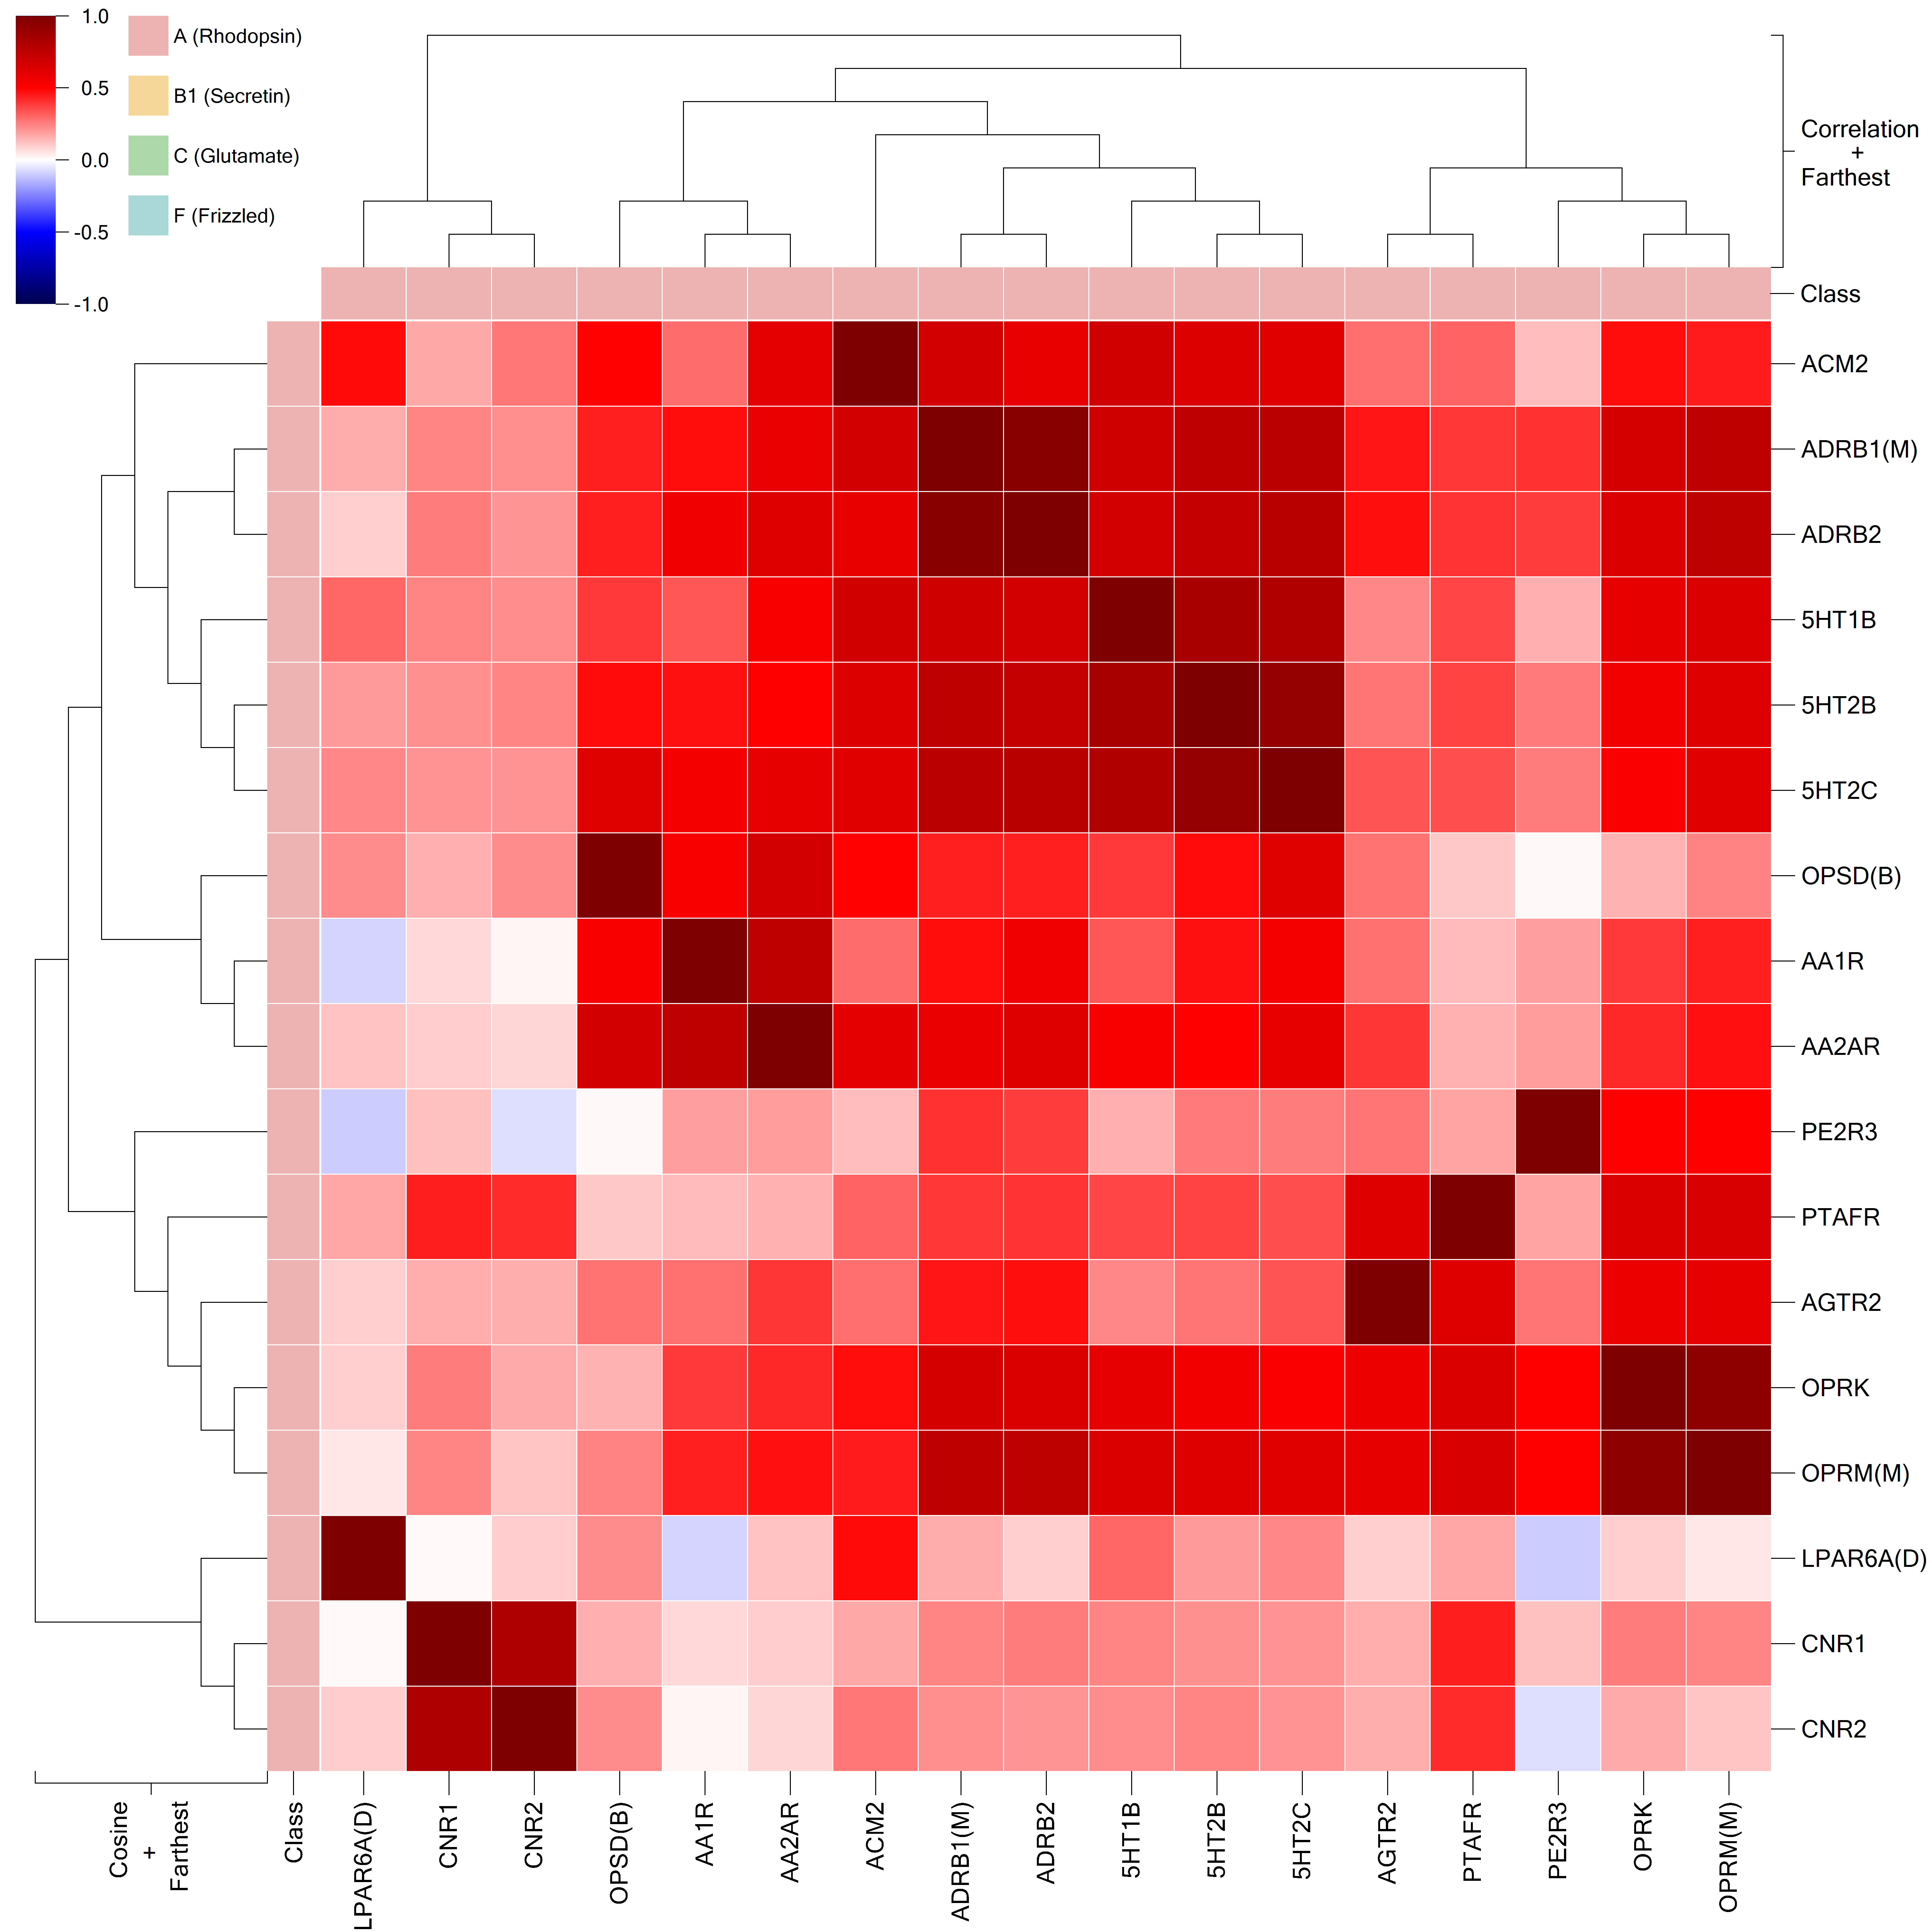 1.0
0.5
0.0
-0.5
-1.0
A (Rhodopsin)
B1 (Secretin)
C (Glutamate)
F (Frizzled)
Correlation
+
Farthest
Class
ACM2
ADRB1(M)
ADRB2
5HT1B
5HT2B
5HT2C
OPSD(B)
AA1R
AA2AR
PE2R3
PTAFR
AGTR2
OPRK
OPRM(M)
LPAR6A(D)
CNR1
CNR2
Cosine
+
Farthest
Class
LPAR6A(D)
CNR1
CNR2
OPSD(B)
AA1R
AA2AR
ACM2
ADRB1(M)
ADRB2
5HT1B
5HT2B
5HT2C
AGTR2
PTAFR
PE2R3
OPRK
OPRM(M)